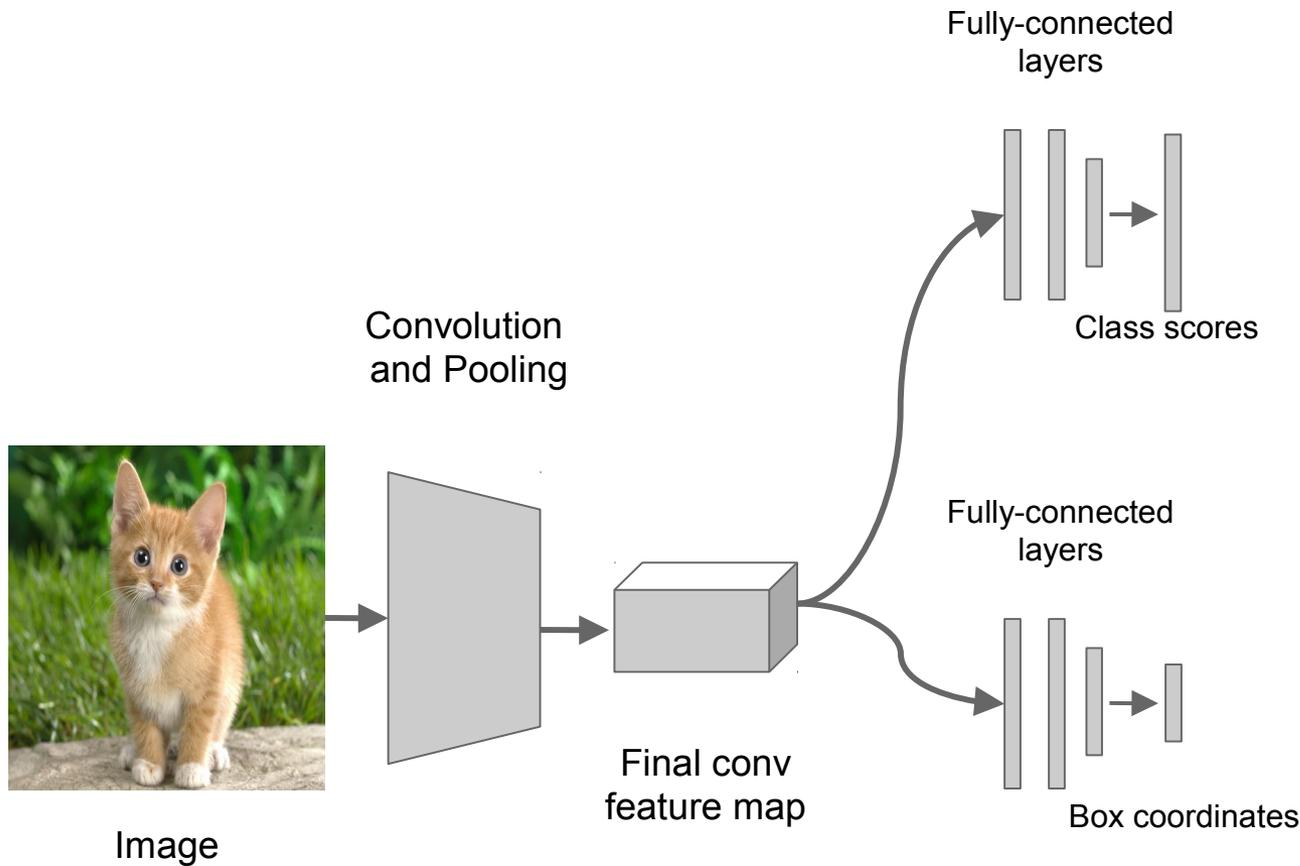 Fully-connected
layers
Class scores
Convolution
and Pooling
Fully-connected
layers
Final conv
feature map
Box coordinates
Image